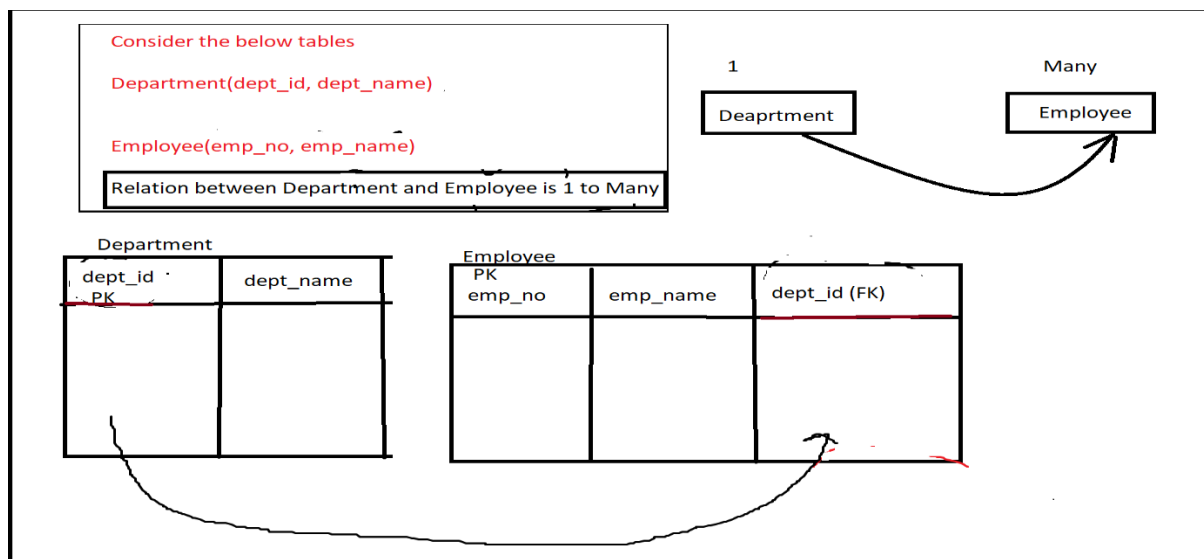 Consider the below tables
Department(dept_id, dept_name)
Employee(emp_no, emp_name)
Relation between Department and Employee is 1 to Many
1
Many
Deaprtment
Employee
Department
dept_id
PK
dept_name
Employee
PK
emp_no
emp_name
dept_id (FK)